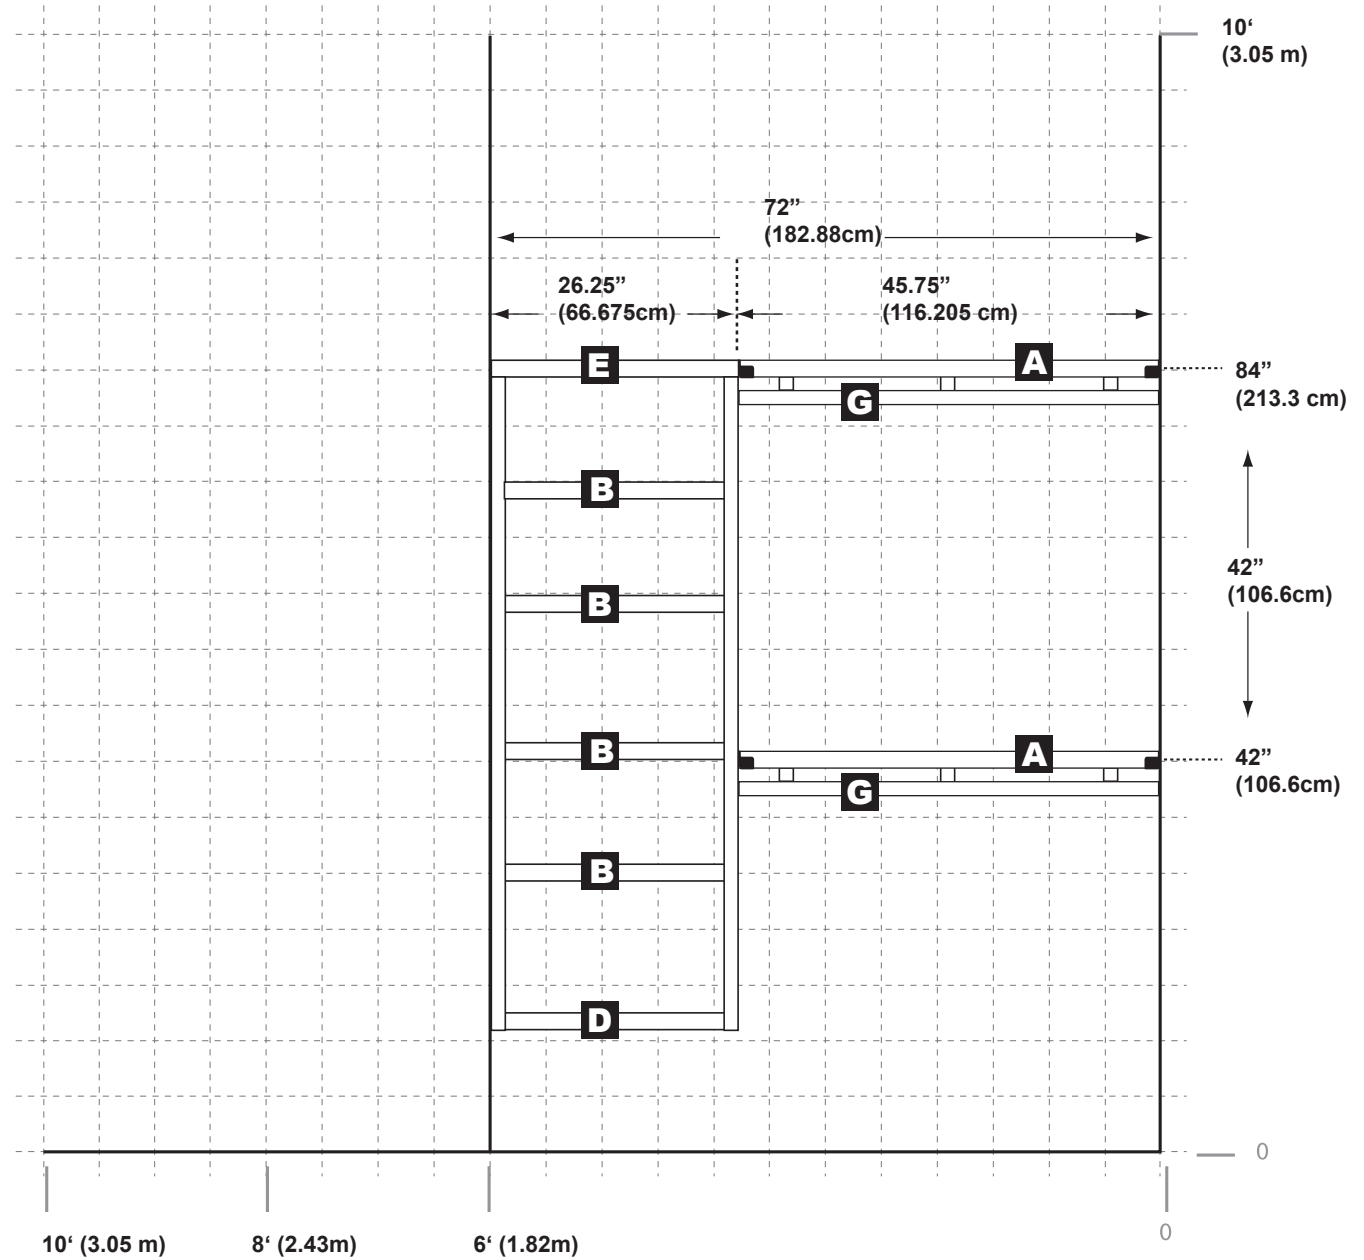 10‘
(3.05 m)
72”
(182.88cm)
26.25”
(66.675cm)
45.75”
(116.205 cm)
E
A
84”
(213.3 cm)
G
B
42”
(106.6cm)
B
B
A
42”
(106.6cm)
G
B
D
0
0
10‘ (3.05 m)
8‘ (2.43m)
6‘ (1.82m)